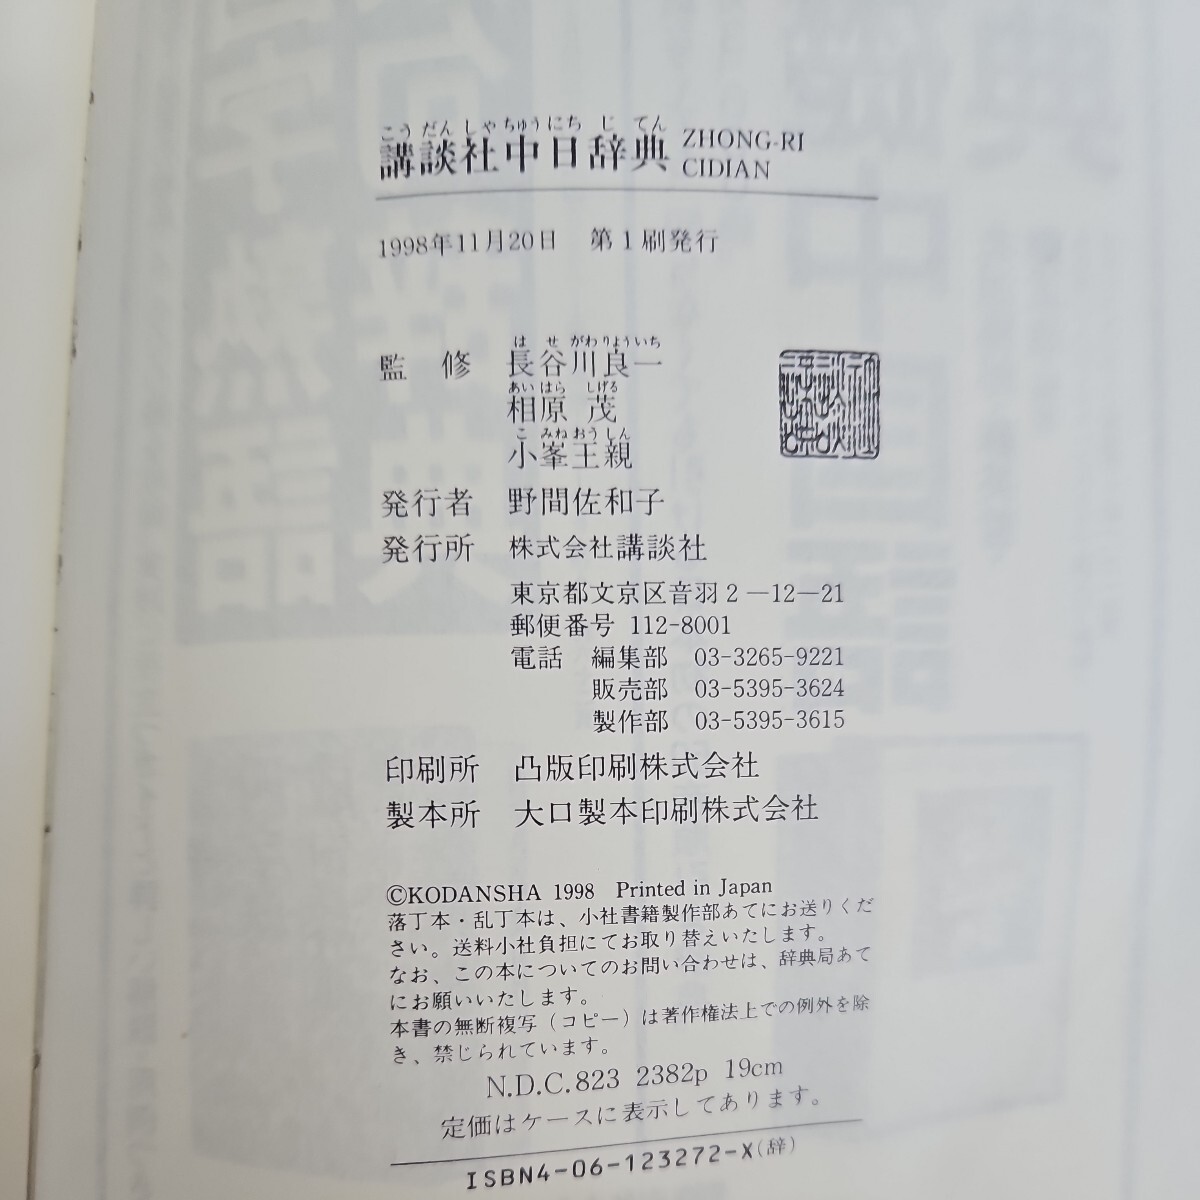 こうだんしゃちゅうにちじてん
講談社中日辞典 ZHONG-RI CIDIAN
1998年11月20日 第1刷発行
はせがわりょういち
監修 長谷川良一
あいはら しげる
相原 茂
こみねおうしん
小峯王親
発行者 野間佐和子
発行所 株式会社講談社
東京都文京区音羽2—12—21
郵便番号 112-8001
電話 編集部 03-3265-9221
販売部 03-5395-3624
製作部 03-5395-3615
印刷所 凸版印刷株式会社
製本所 大口製本印刷株式会社
©KODANSHA 1998 Printed in Japan
落丁本・乱丁本は、小社書籍製作部あてにお送りくだ
さい。送料小社負担にてお取り替えいたします。
なお、この本についてのお問い合わせは、辞典局あて
にお願いいたします。
本書の無断複写(コピー)は著作権法上での例外を除
き、禁じられています。
N.D.C.823 2382p 19cm
定価はケースに表示してあります。
ISBN4-06-123272-X(辞)